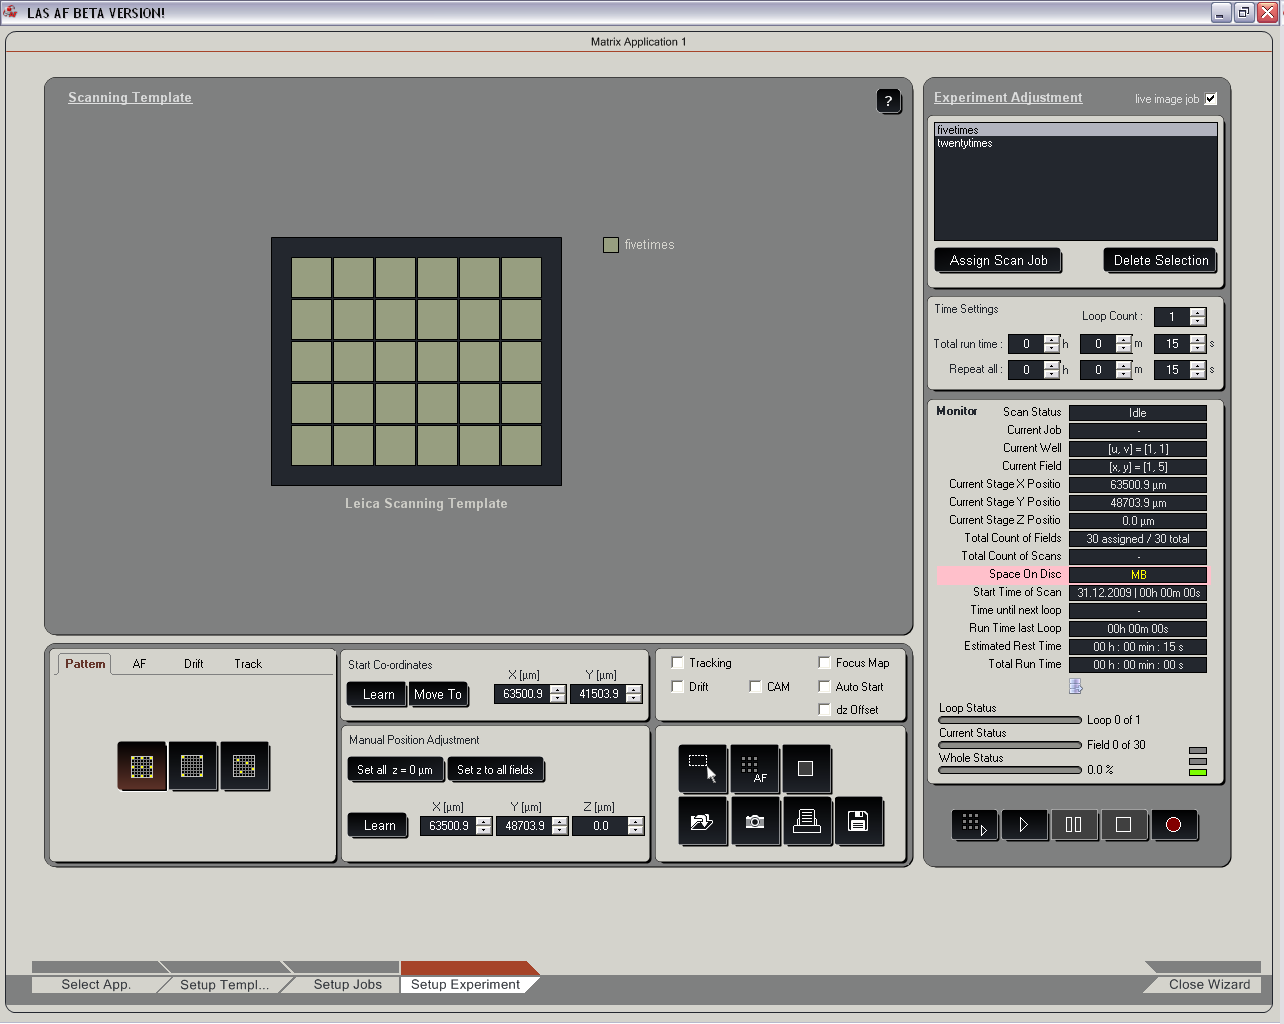 LAS AF BETA VERSION!
Matrix Application 1
Scanning Template
?
fivetimes
Leica Scanning Template
Experiment Adjustment
live image job
fivetimes
twentytimes
Assign Scan Job
Delete Selection
Time Settings
Loop Count : 1
Total run time : 0 h 0 m 15 s
Repeat all : 0 h 0 m 15 s
Monitor
Scan Status Idle
Current Job -
Current Well [u, v] = [1, 1]
Current Field [x, y] = [1, 5]
Current Stage X Positio 63500.9 µm
Current Stage Y Positio 48703.9 µm
Current Stage Z Positio 0.0 µm
Total Count of Fields 30 assigned / 30 total
Total Count of Scans -
Space On Disc MB
Start Time of Scan 31.12.2009 | 00h 00m 00s
Time until next loop -
Run Time last Loop 00h 00m 00s
Estimated Rest Time 00 h : 00 min : 15 s
Total Run Time 00 h : 00 min : 00 s
Loop Status
Loop 0 of 1
Current Status
Field 0 of 30
Whole Status
0.0 %
Pattern AF Drift Track
Start Co-ordinates
X [µm] Y [µm]
Learn Move To 63500.9 41503.9
Manual Position Adjustment
Set all z = 0 µm Set z to all fields
X [µm] Y [µm] Z [µm]
Learn 63500.9 48703.9 0.0
Tracking Focus Map
Drift CAM Auto Start
dz Offset
AF
Select App. Setup Templ... Setup Jobs Setup Experiment Close Wizard